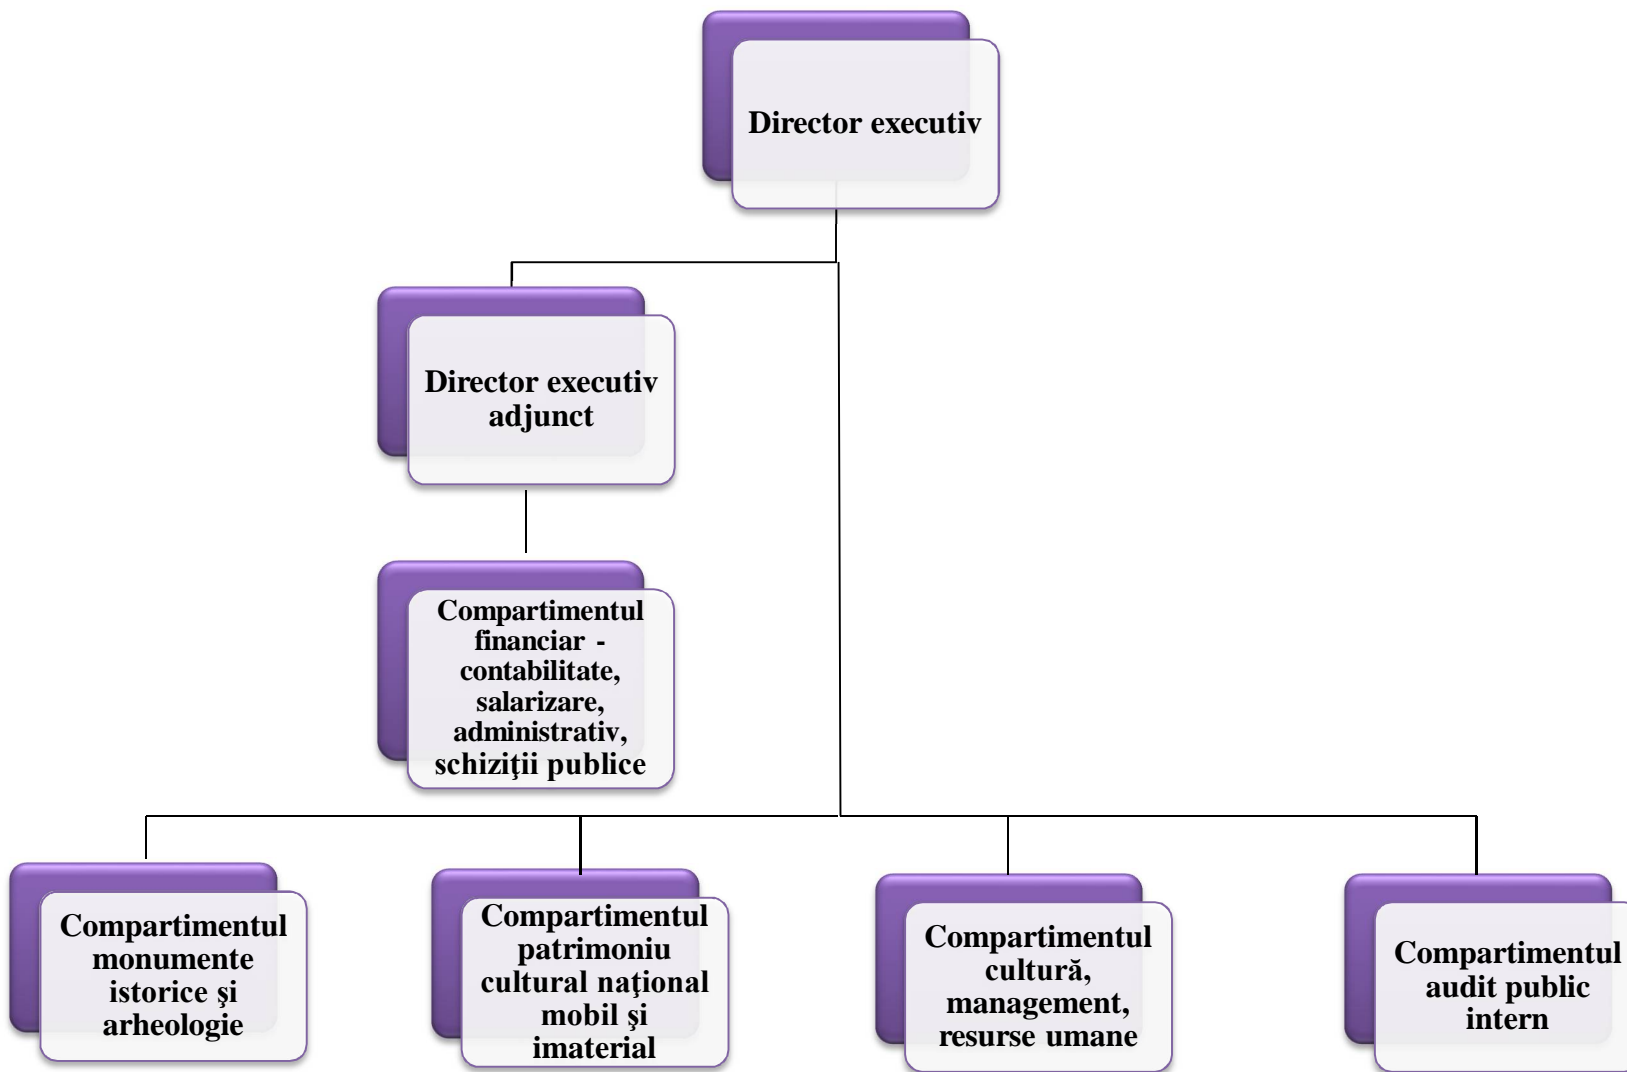 Director executiv
Director executiv
adjunct
Compartimentul
financiar -
contabilitate,
salarizare,
administrativ,
schiziţii publice
Compartimentul
monumente
istorice şi
arheologie
Compartimentul
patrimoniu
cultural naţional
mobil şi
imaterial
Compartimentul
cultură,
management,
resurse umane
Compartimentul
audit public
intern